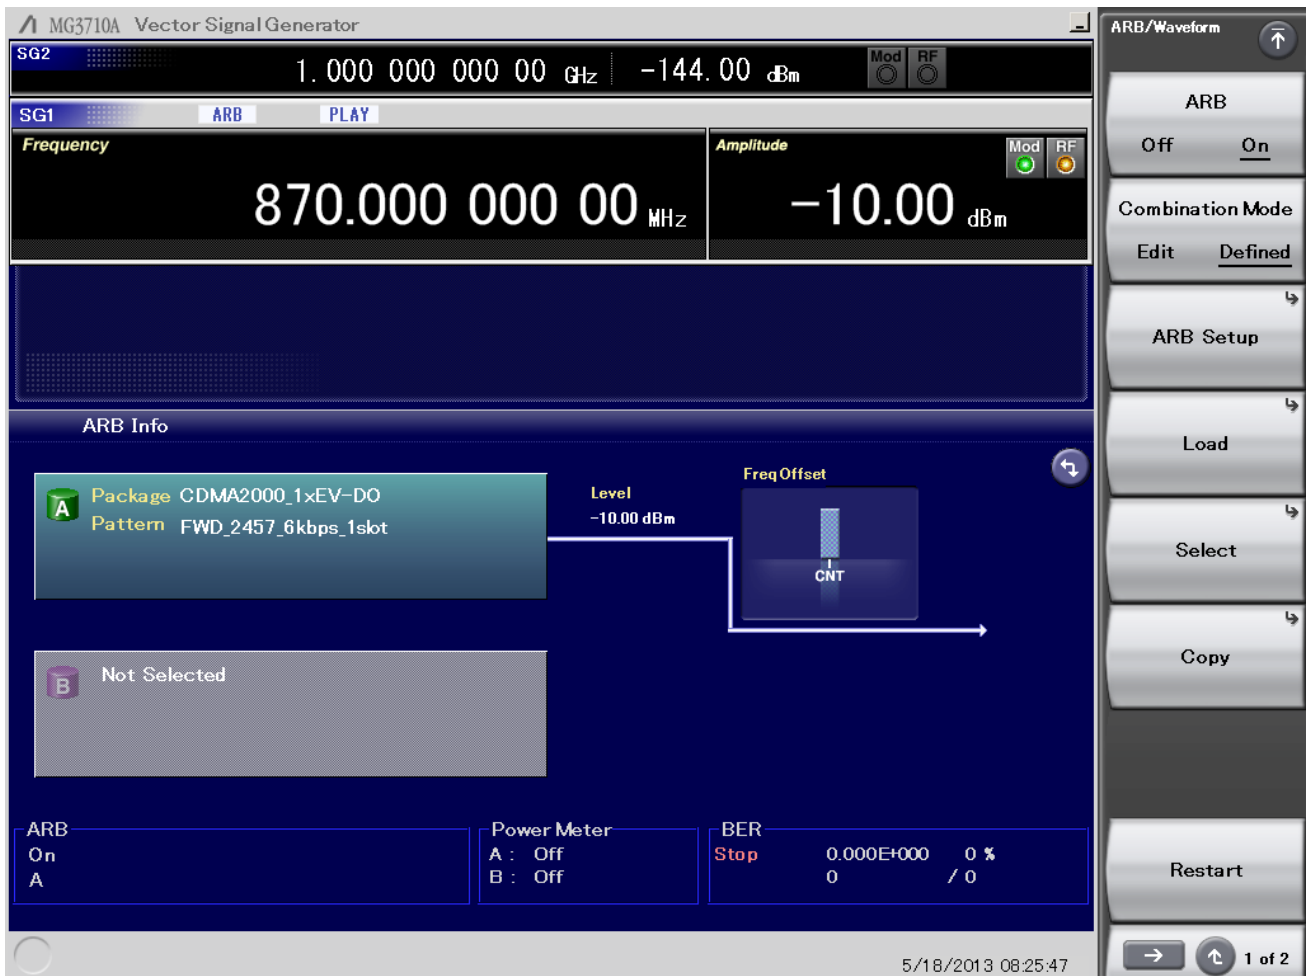 MG3710A Vector Signal Generator
SG2
1. 000 000 000 00 GHz
-144. 00 dBm
Mod
RF
SG1
ARB
PLAY
Frequency
870.000 000 00 MHz
Amplitude
Mod
RF
-10.00 dBm
ARB Info
A
Package CDMA2000_1xEV-DO
Pattern FWD_2457_6kbps_1slot
Level
-10.00 dBm
Freq Offset
CNT
B
Not Selected
ARB
On
A
Power Meter
A : Off
B : Off
BER
Stop 0.000E+000 0 %
0 / 0
5/18/2013 08:25:47
ARB/Waveform
ARB
Off On
Combination Mode
Edit Defined
ARB Setup
Load
Select
Copy
Restart
1 of 2